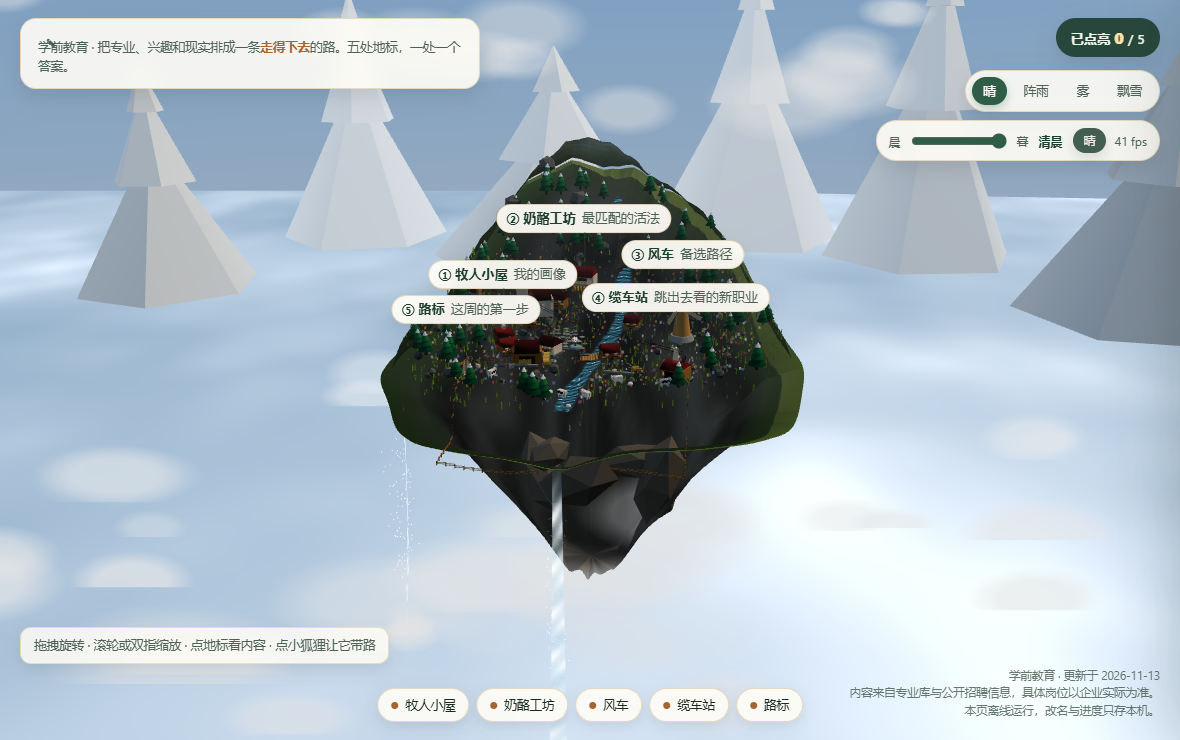 学前教育 · 把专业、兴趣和现实排成一条走得下去的路。五处地标，一处一个
答案。
已点亮 0 / 5
晴 阵雨 雾 飘雪
晨 暮 清晨 晴 41 fps
② 奶酪工坊 最匹配的活法
③ 风车 备选路径
① 牧人小屋 我的画像
④ 缆车站 跳出去看的新职业
⑤ 路标 这周的第一步
拖拽旋转 · 滚轮或双指缩放 · 点地标看内容 · 点小狐狸让它带路
学前教育 · 更新于 2026-11-13
内容来自专业库与公开招聘信息，具体岗位以企业实际为准。
本页离线运行，改名与进度只存本机。
牧人小屋 奶酪工坊 风车 缆车站 路标